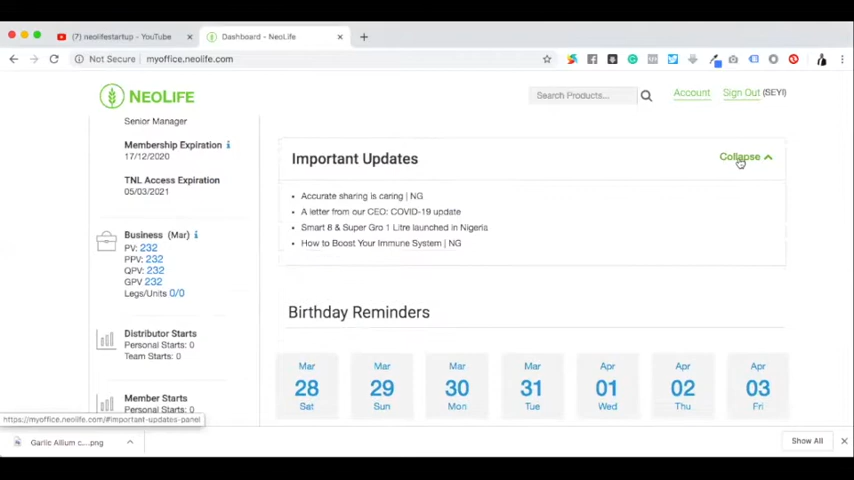 (7) neolifestartup - YouTube
Dashboard - NeoLife
Not Secure | myoffice.neolife.com
NEOLIFE
Search Products...
Account
Sign Out (SEYI)
Senior Manager
Membership Expiration
17/12/2020
TNL Access Expiration
05/03/2021
Business (Mar)
PV: 232
PPV: 232
QPV: 232
GPV 232
Legs/Units 0/0
Distributor Starts
Personal Starts: 0
Team Starts: 0
Member Starts
Personal Starts: 0
Important Updates
Collapse
• Accurate sharing is caring | NG
• A letter from our CEO: COVID-19 update
• Smart 8 & Super Gro 1 Litre launched in Nigeria
• How to Boost Your Immune System | NG
Birthday Reminders
Mar
28
Sat
Mar
29
Sun
Mar
30
Mon
Mar
31
Tue
Apr
01
Wed
Apr
02
Thu
Apr
03
Fri
https://myoffice.neolife.com/#important-updates-panel
Garlic Allium c....png
Show All